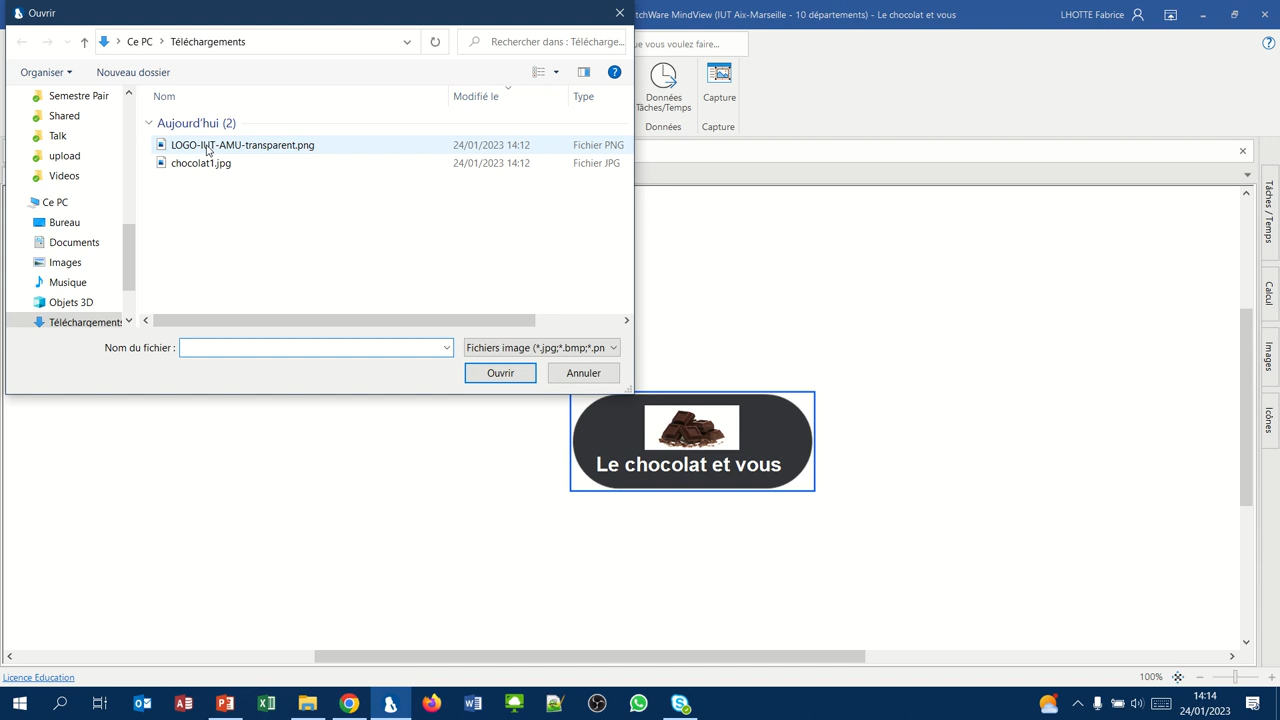 Ouvrir
tchWare MindView (IUT Aix-Marseille - 10 départements) - Le chocolat et vous
LHOTTE Fabrice
Ce PC
Téléchargements
Rechercher dans : Télécharge...
ue vous voulez faire...
Organiser
Nouveau dossier
Données
Tâches/Temps
Capture
Données
Capture
Nom
Modifié le
Type
Aujourd'hui (2)
LOGO-IUT-AMU-transparent.png
24/01/2023 14:12
Fichier PNG
chocolat1.jpg
24/01/2023 14:12
Fichier JPG
Semestre Pair
Shared
Talk
upload
Videos
Ce PC
Bureau
Documents
Images
Musique
Objets 3D
Téléchargements
Nom du fichier :
Fichiers image (*.jpg;*.bmp;*.pn
Ouvrir
Annuler
Tâches / Temps
Calcul
Images
Icônes
Le chocolat et vous
Licence Education
100%
14:14
24/01/2023